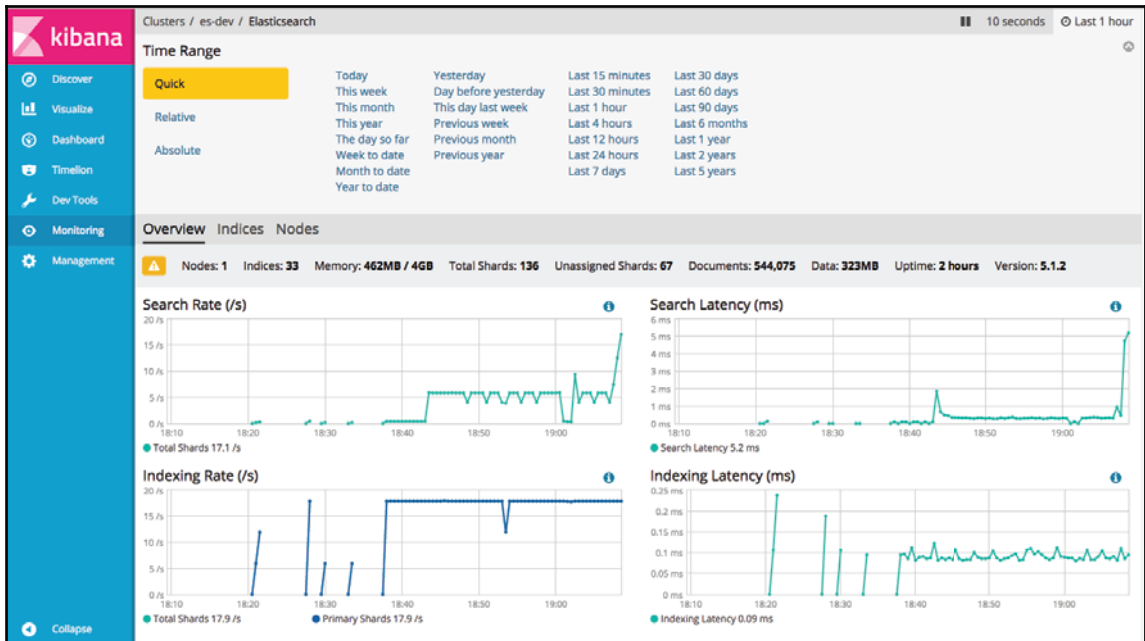 kibana
Discover
Visualize
Dashboard
Timelion
Dev Tools
Monitoring
Management
Collapse
Clusters / es-dev / Elasticsearch
10 seconds Last 1 hour
Time Range
Quick
Relative
Absolute
Today
This week
This month
This year
The day so far
Week to date
Month to date
Year to date
Yesterday
Day before yesterday
This day last week
Previous week
Previous month
Previous year
Last 15 minutes
Last 30 minutes
Last 1 hour
Last 4 hours
Last 12 hours
Last 24 hours
Last 7 days
Last 30 days
Last 60 days
Last 90 days
Last 6 months
Last 1 year
Last 2 years
Last 5 years
Overview Indices Nodes
Nodes: 1 Indices: 33 Memory: 462MB / 4GB Total Shards: 136 Unassigned Shards: 67 Documents: 544,075 Data: 323MB Uptime: 2 hours Version: 5.1.2
Search Rate (/s)
20 /s
15 /s
10 /s
5 /s
0 /s
18:10 18:20 18:30 18:40 18:50 19:00
Total Shards 17.1 /s
Search Latency (ms)
6 ms
5 ms
4 ms
3 ms
2 ms
1 ms
0 ms
18:10 18:20 18:30 18:40 18:50 19:00
Search Latency 5.2 ms
Indexing Rate (/s)
20 /s
15 /s
10 /s
5 /s
0 /s
18:10 18:20 18:30 18:40 18:50 19:00
Total Shards 17.9 /s Primary Shards 17.9 /s
Indexing Latency (ms)
0.25 ms
0.2 ms
0.15 ms
0.1 ms
0.05 ms
0 ms
18:10 18:20 18:30 18:40 18:50 19:00
Indexing Latency 0.09 ms